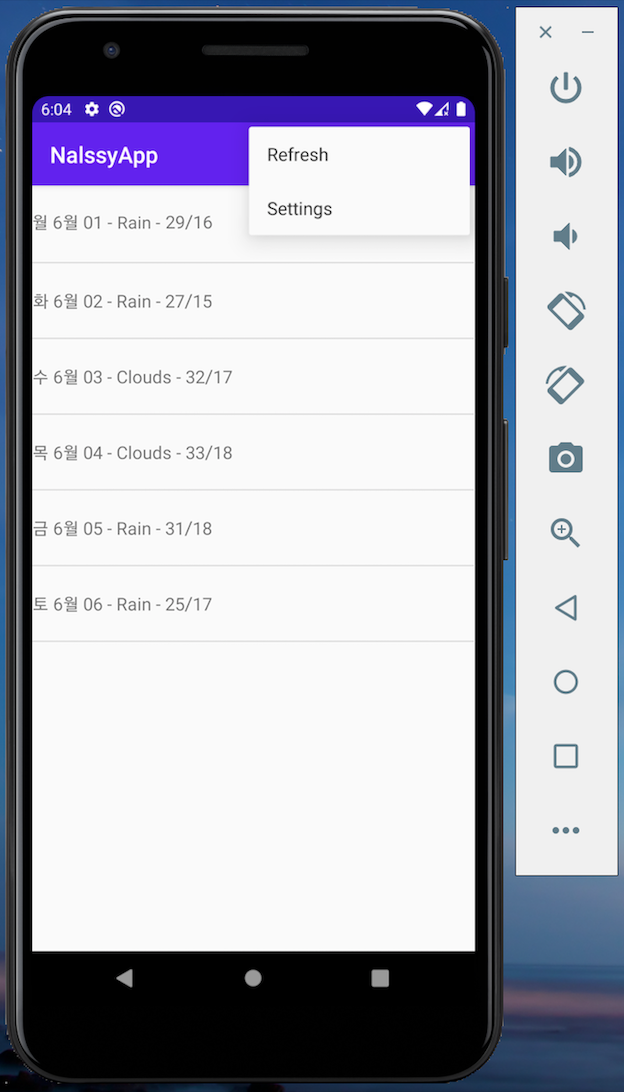 6:04
NalssyApp
Refresh
Settings
월 6월 01 - Rain - 29/16
화 6월 02 - Rain - 27/15
수 6월 03 - Clouds - 32/17
목 6월 04 - Clouds - 33/18
금 6월 05 - Rain - 31/18
토 6월 06 - Rain - 25/17